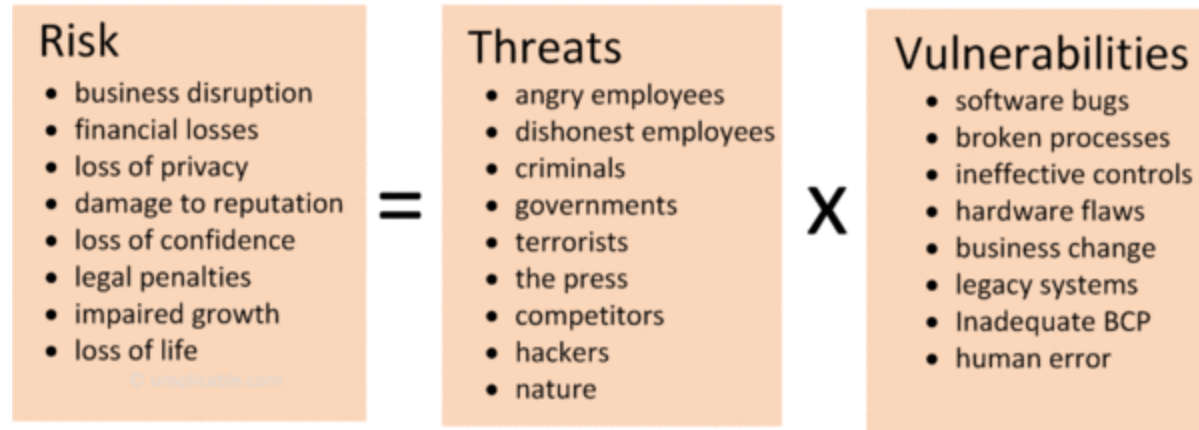 Risk
• business disruption
• financial losses
• loss of privacy
• damage to reputation
• loss of confidence
• legal penalties
• impaired growth
• loss of life
=
Threats
• angry employees
• dishonest employees
• criminals
• governments
• terrorists
• the press
• competitors
• hackers
• nature
x
Vulnerabilities
• software bugs
• broken processes
• ineffective controls
• hardware flaws
• business change
• legacy systems
• Inadequate BCP
• human error